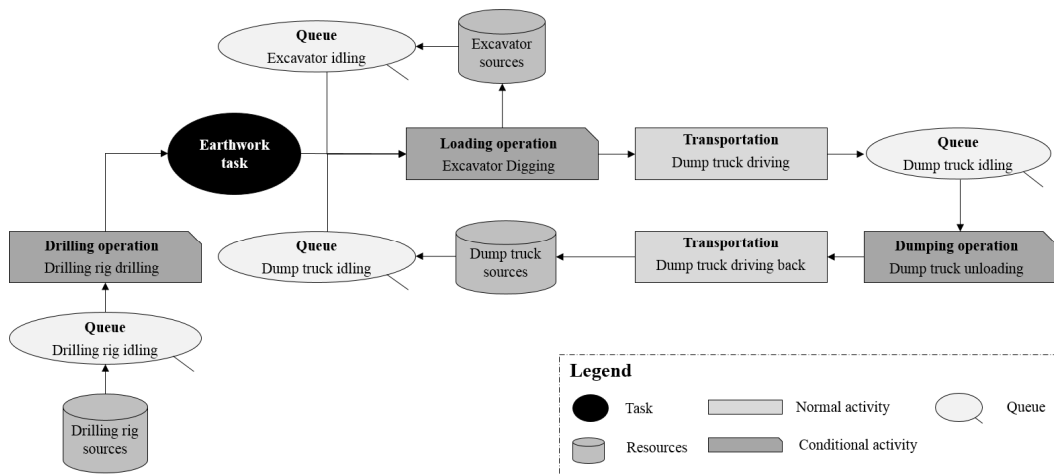 Queue
Excavator idling
Excavator
sources
Earthwork
task
Loading operation
Excavator Digging
Transportation
Dump truck driving
Queue
Dump truck idling
Drilling operation
Drilling rig drilling
Queue
Dump truck idling
Dump truck
sources
Transportation
Dump truck driving back
Dumping operation
Dump truck unloading
Queue
Drilling rig idling
Drilling rig
sources
Legend
Task
Normal activity
Queue
Resources
Conditional activity